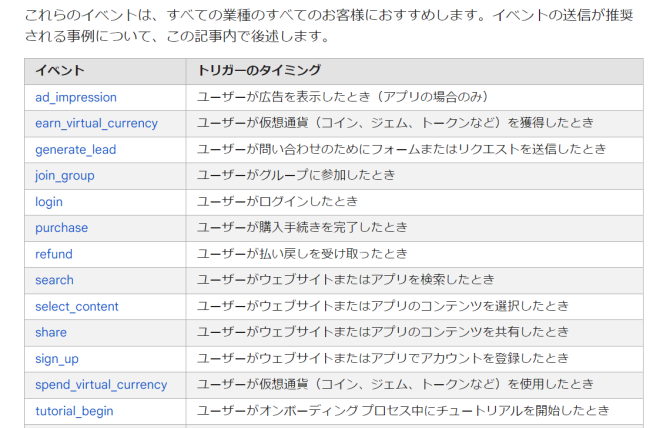 これらのイベントは、すべての業種のすべてのお客様におすすめします。イベントの送信が推奨
される事例について、この記事内で後述します。
イベント トリガーのタイミング
ad_impression ユーザーが広告を表示したとき（アプリの場合のみ）
earn_virtual_currency ユーザーが仮想通貨（コイン、ジェム、トークンなど）を獲得したとき
generate_lead ユーザーが問い合わせのためにフォームまたはリクエストを送信したとき
join_group ユーザーがグループに参加したとき
login ユーザーがログインしたとき
purchase ユーザーが購入手続きを完了したとき
refund ユーザーが払い戻しを受け取ったとき
search ユーザーがウェブサイトまたはアプリを検索したとき
select_content ユーザーがウェブサイトまたはアプリのコンテンツを選択したとき
share ユーザーがウェブサイトまたはアプリのコンテンツを共有したとき
sign_up ユーザーがウェブサイトまたはアプリでアカウントを登録したとき
spend_virtual_currency ユーザーが仮想通貨（コイン、ジェム、トークンなど）を使用したとき
tutorial_begin ユーザーがオンボーディング プロセス中にチュートリアルを開始したとき